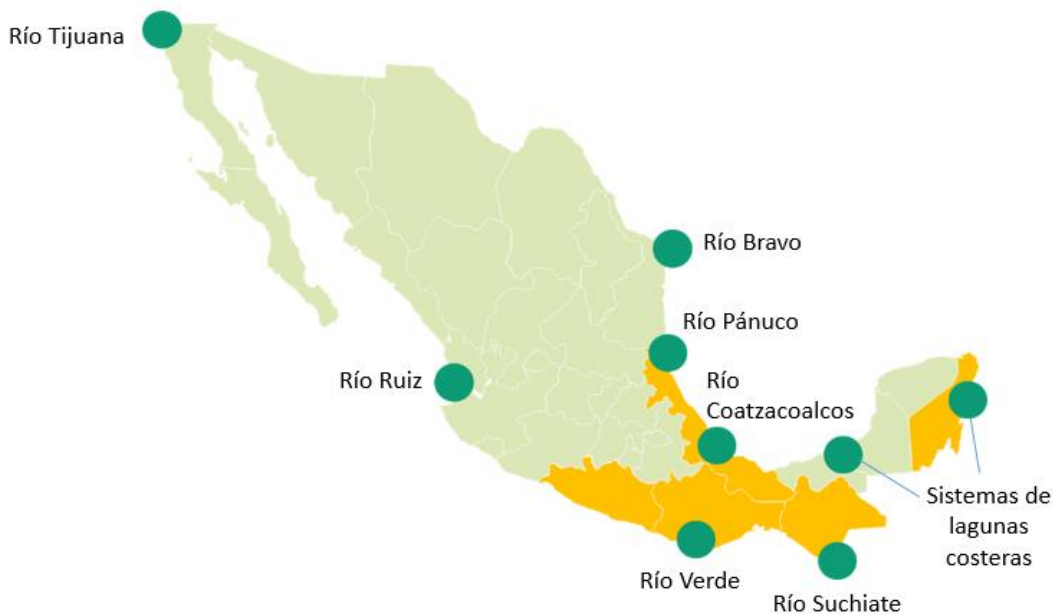 Río Tijuana
Río Bravo
Río Pánuco
Río Ruiz
Río
Coatzacoalcos
Sistemas de
lagunas
costeras
Río Verde
Río Suchiate